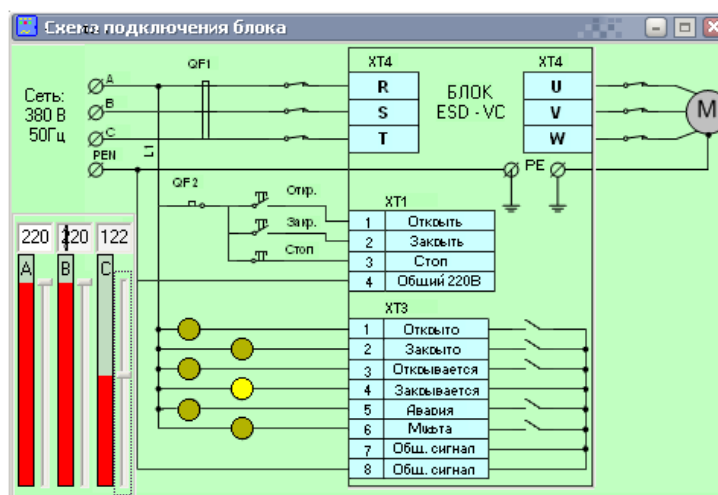 Схема подключения блока
QF1
XT4
XT4
Сеть:
380 В
50Гц
A
B
C
PEN
L1
R
S
T
БЛОК
ESD - VC
U
V
W
M
PE
QF2
Откр.
Закр.
Стоп
XT1
1 Открыть
2 Закрыть
3 Стоп
4 Общий 220В
220 220 122
A B C
XT3
1 Открыто
2 Закрыто
3 Открывается
4 Закрывается
5 Авария
6 Муфта
7 Общ. сигнал
8 Общ. сигнал